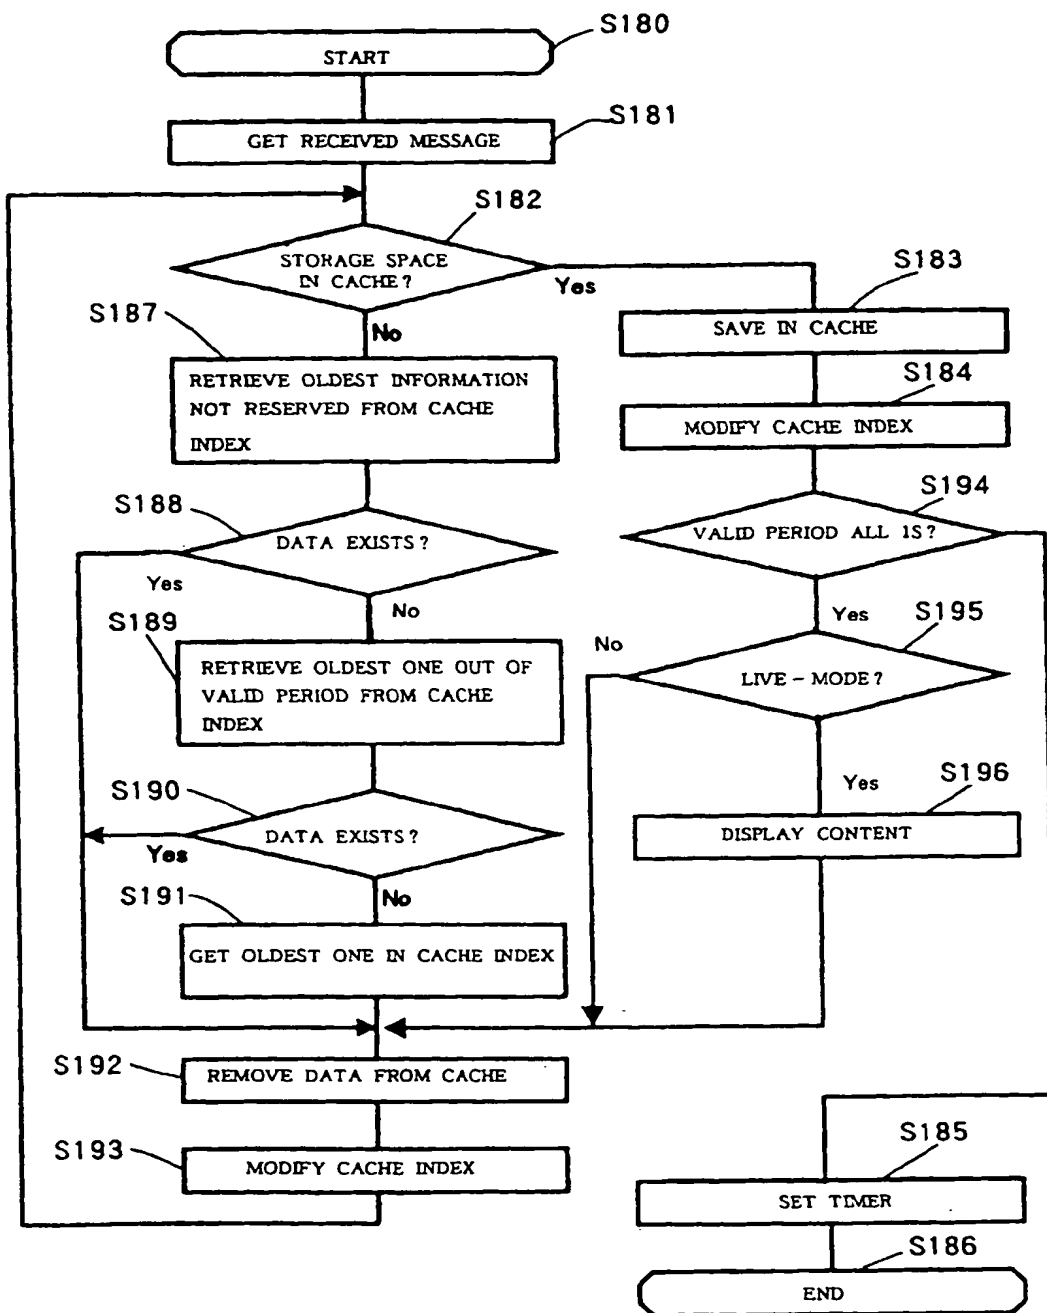 S180
START
S181
GET RECEIVED MESSAGE
S182
STORAGE SPACE
IN CACHE?
Yes
No
S183
SAVE IN CACHE
S187
RETRIEVE OLDEST INFORMATION
NOT RESERVED FROM CACHE
INDEX
S184
MODIFY CACHE INDEX
S188
DATA EXISTS?
Yes
No
S194
VALID PERIOD ALL 1S?
Yes
S189
RETRIEVE OLDEST ONE OUT OF
VALID PERIOD FROM CACHE
INDEX
S195
No
LIVE-MODE?
Yes
S190
DATA EXISTS?
Yes
No
S196
DISPLAY CONTENT
S191
GET OLDEST ONE IN CACHE INDEX
S192
REMOVE DATA FROM CACHE
S193
MODIFY CACHE INDEX
S185
SET TIMER
S186
END